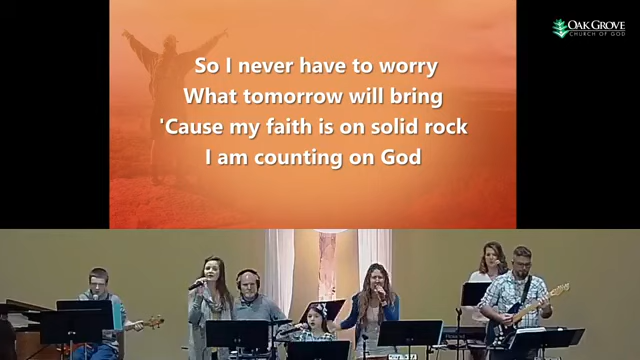 So I never have to worry
What tomorrow will bring
'Cause my faith is on solid rock
I am counting on God
OAK GROVE
CHURCH OF GOD